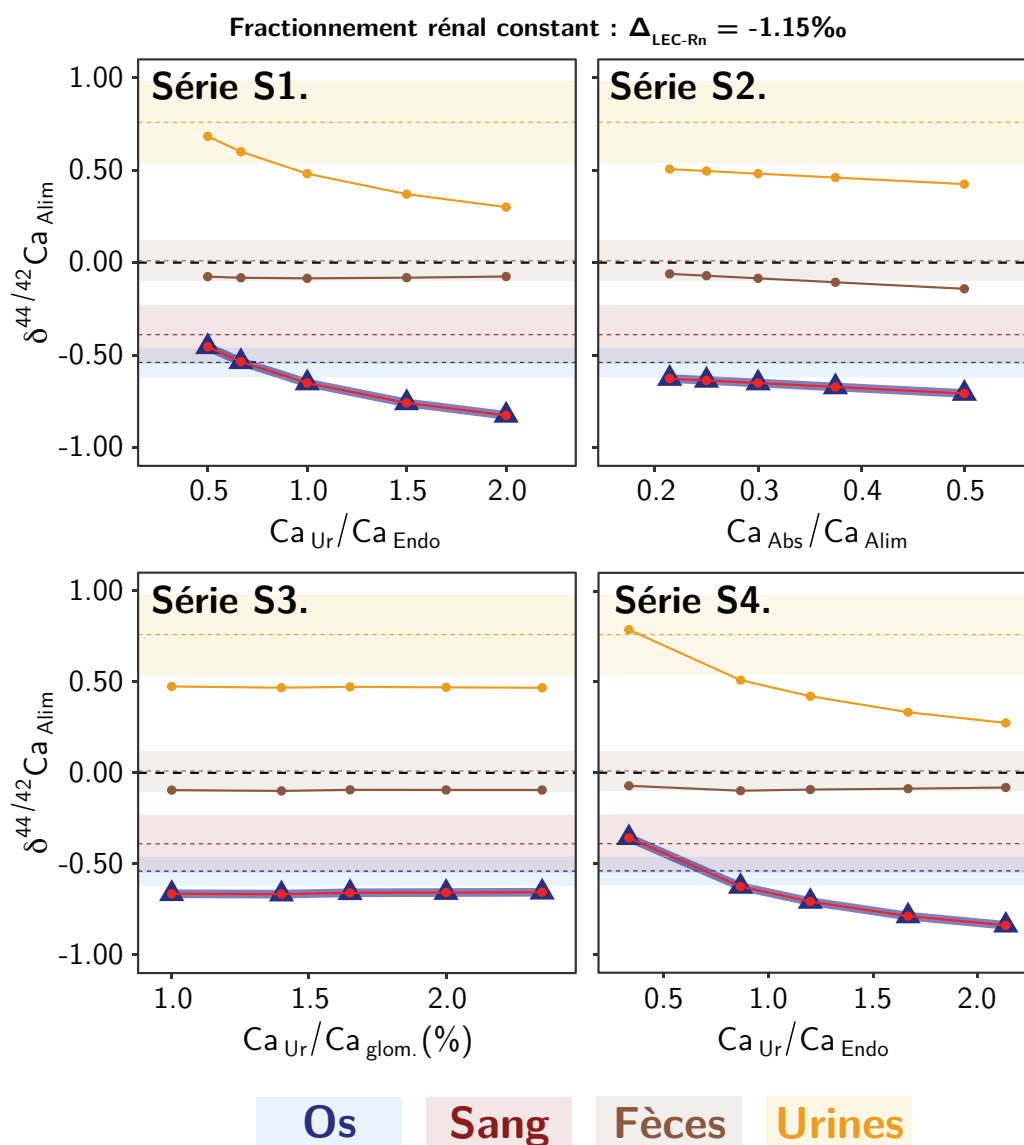 Fractionnement rénal constant : Δ LEC-Rn = -1.15‰
Série S1.
Série S2.
1.00
0.50
0.00
-0.50
-1.00
δ44/42Ca Alim
0.5 1.0 1.5 2.0
0.2 0.3 0.4 0.5
Ca Ur/Ca Endo
Ca Abs/Ca Alim
Série S3.
Série S4.
1.00
0.50
0.00
-0.50
-1.00
δ44/42Ca Alim
1.0 1.5 2.0
0.5 1.0 1.5 2.0
Ca Ur/Ca glom. (%)
Ca Ur/Ca Endo
Os Sang Fèces Urines